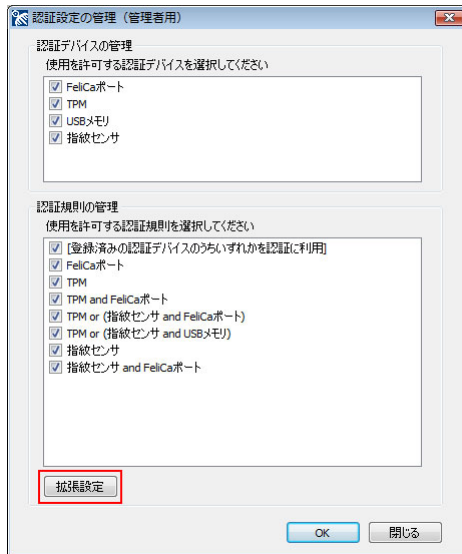 認証設定の管理（管理者用）
認証デバイスの管理
使用を許可する認証デバイスを選択してください
FeliCaポート
TPM
USBメモリ
指紋センサ
認証規則の管理
使用を許可する認証規則を選択してください
[登録済みの認証デバイスのうちいずれかを認証に利用]
FeliCaポート
TPM
TPM and FeliCaポート
TPM or (指紋センサ and FeliCaポート)
TPM or (指紋センサ and USBメモリ)
指紋センサ
指紋センサ and FeliCaポート
拡張設定
OK
閉じる